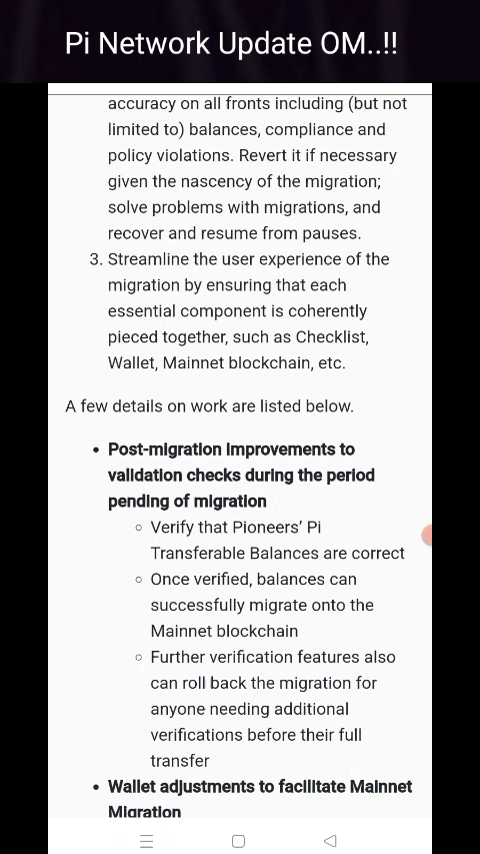 Pi Network Update OM..!!
accuracy on all fronts including (but not
limited to) balances, compliance and
policy violations. Revert it if necessary
given the nascency of the migration;
solve problems with migrations, and
recover and resume from pauses.
3. Streamline the user experience of the
migration by ensuring that each
essential component is coherently
pieced together, such as Checklist,
Wallet, Mainnet blockchain, etc.
A few details on work are listed below.
• Post-migration improvements to
validation checks during the period
pending of migration
◦ Verify that Pioneers’ Pi
Transferable Balances are correct
◦ Once verified, balances can
successfully migrate onto the
Mainnet blockchain
◦ Further verification features also
can roll back the migration for
anyone needing additional
verifications before their full
transfer
• Wallet adjustments to facilitate Mainnet
Migration